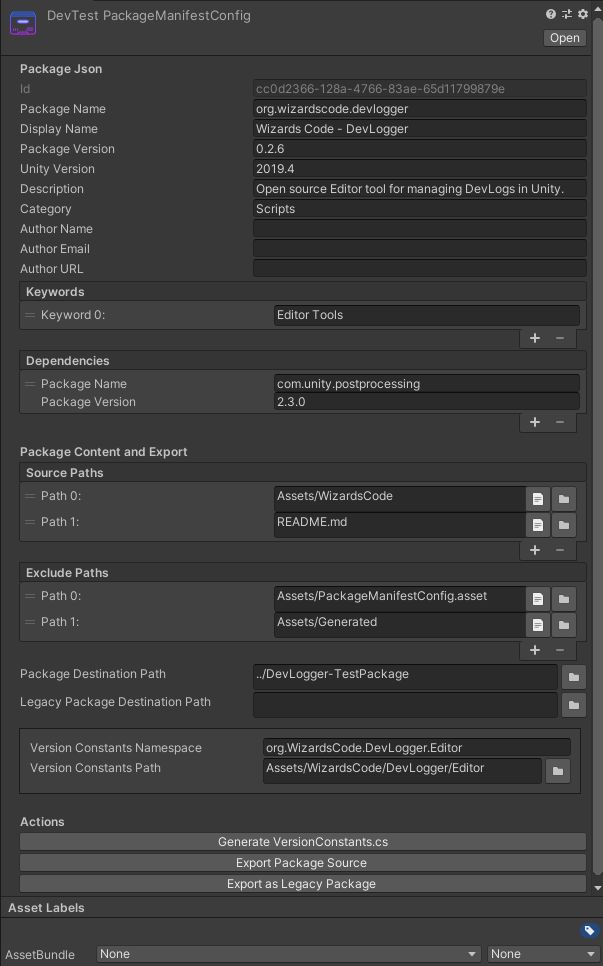 DevTest PackageManifestConfig
Open
Package Json
Id cc0d2366-128a-4766-83ae-65d11799879e
Package Name org.wizardscode.devlogger
Display Name Wizards Code - DevLogger
Package Version 0.2.6
Unity Version 2019.4
Description Open source Editor tool for managing DevLogs in Unity.
Category Scripts
Author Name
Author Email
Author URL
Keywords
Keyword 0: Editor Tools
Dependencies
Package Name com.unity.postprocessing
Package Version 2.3.0
Package Content and Export
Source Paths
Path 0: Assets/WizardsCode
Path 1: README.md
Exclude Paths
Path 0: Assets/PackageManifestConfig.asset
Path 1: Assets/Generated
Package Destination Path ../DevLogger-TestPackage
Legacy Package Destination Path
Version Constants Namespace org.WizardsCode.DevLogger.Editor
Version Constants Path Assets/WizardsCode/DevLogger/Editor
Actions
Generate VersionConstants.cs
Export Package Source
Export as Legacy Package
Asset Labels
AssetBundle None None